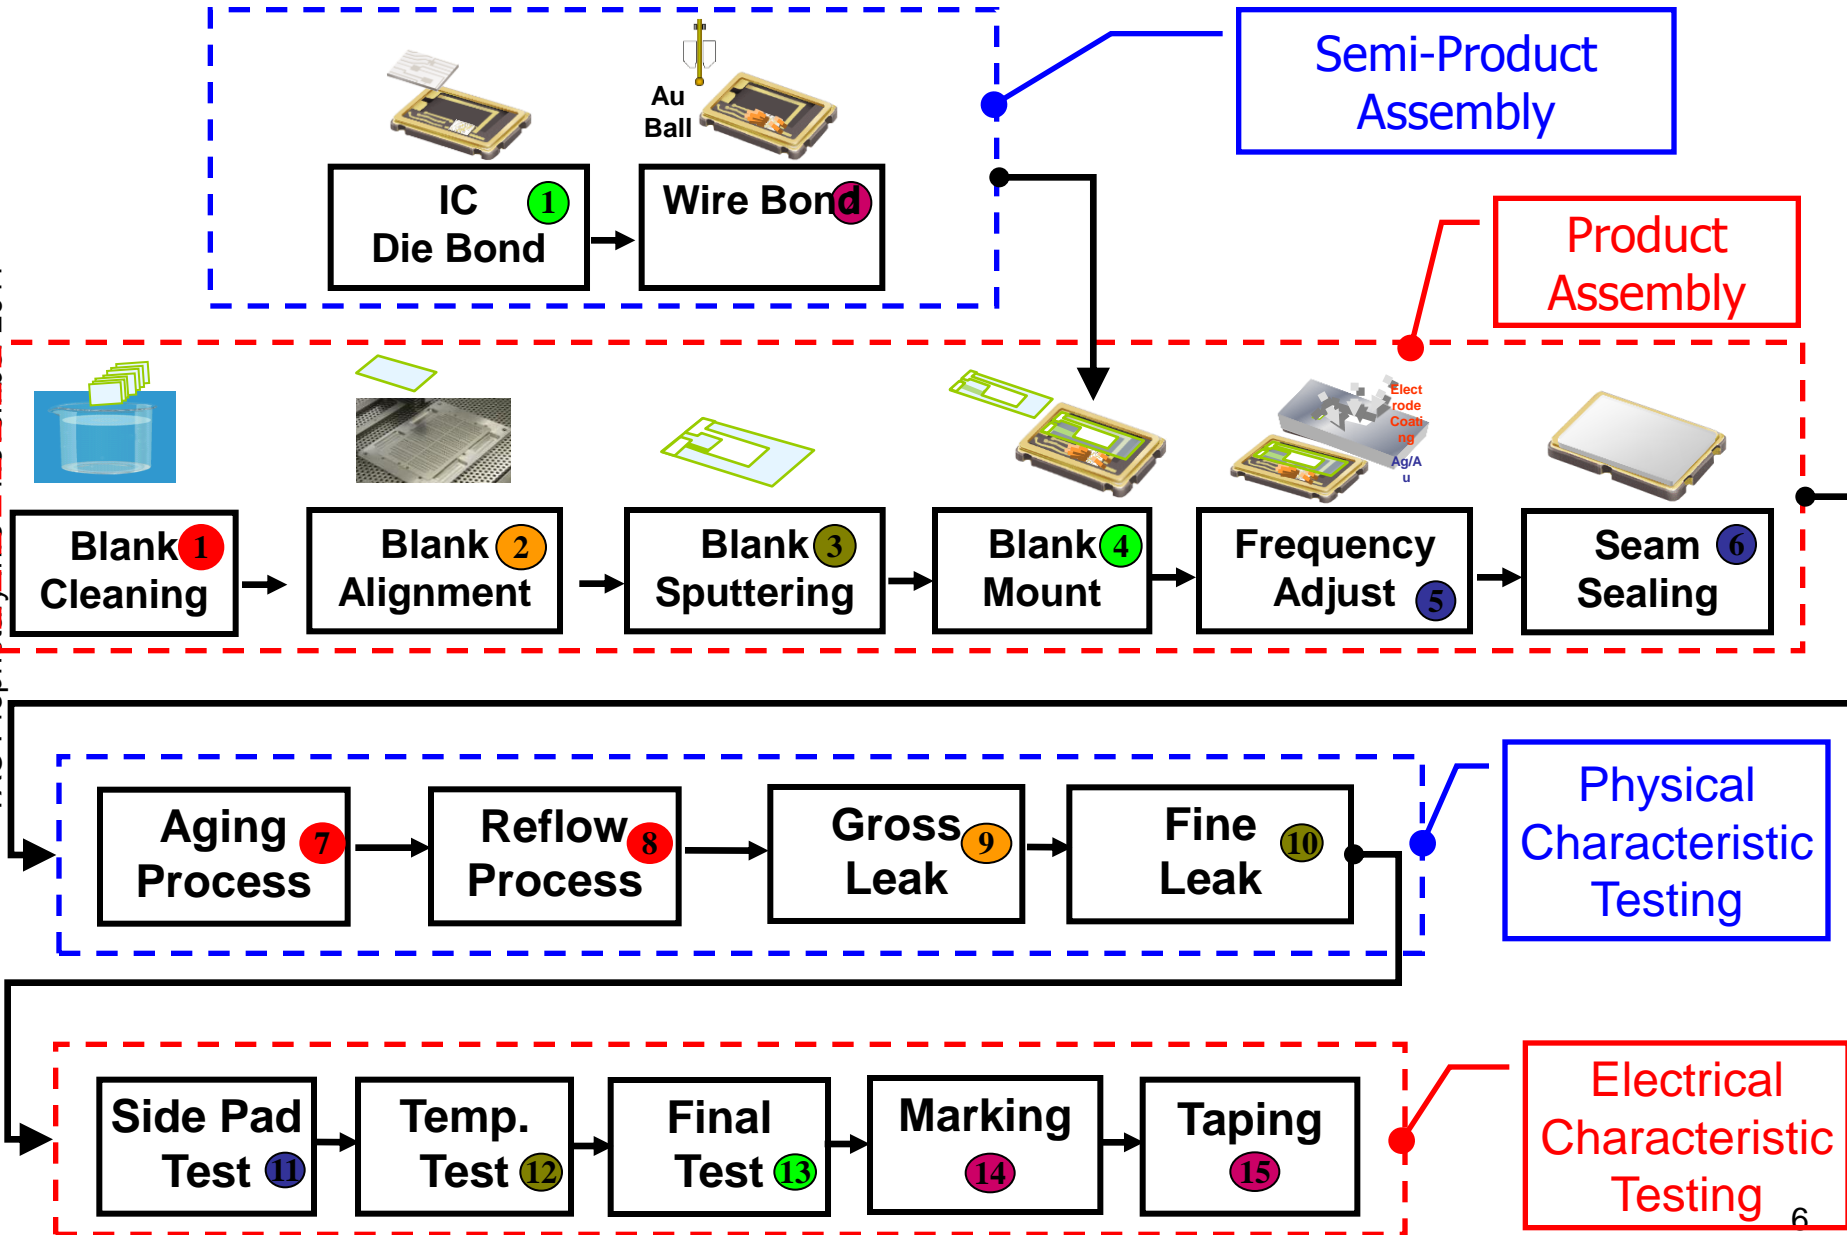 Semi-Product
Assembly
Au
Ball
IC
Die Bond
1
Wire Bond
2
Product
Assembly
Elect
rode
Coati
ng
Ag/A
u
Blank
Cleaning
1
Blank
Alignment
2
Blank
Sputtering
3
Blank
Mount
4
Frequency
Adjust
5
Seam
Sealing
6
Aging
Process
7
Reflow
Process
8
Gross
Leak
9
Fine
Leak
10
Physical
Characteristic
Testing
Side Pad
Test
11
Temp.
Test
12
Final
Test
13
Marking
14
Taping
15
Electrical
Characteristic
Testing
6